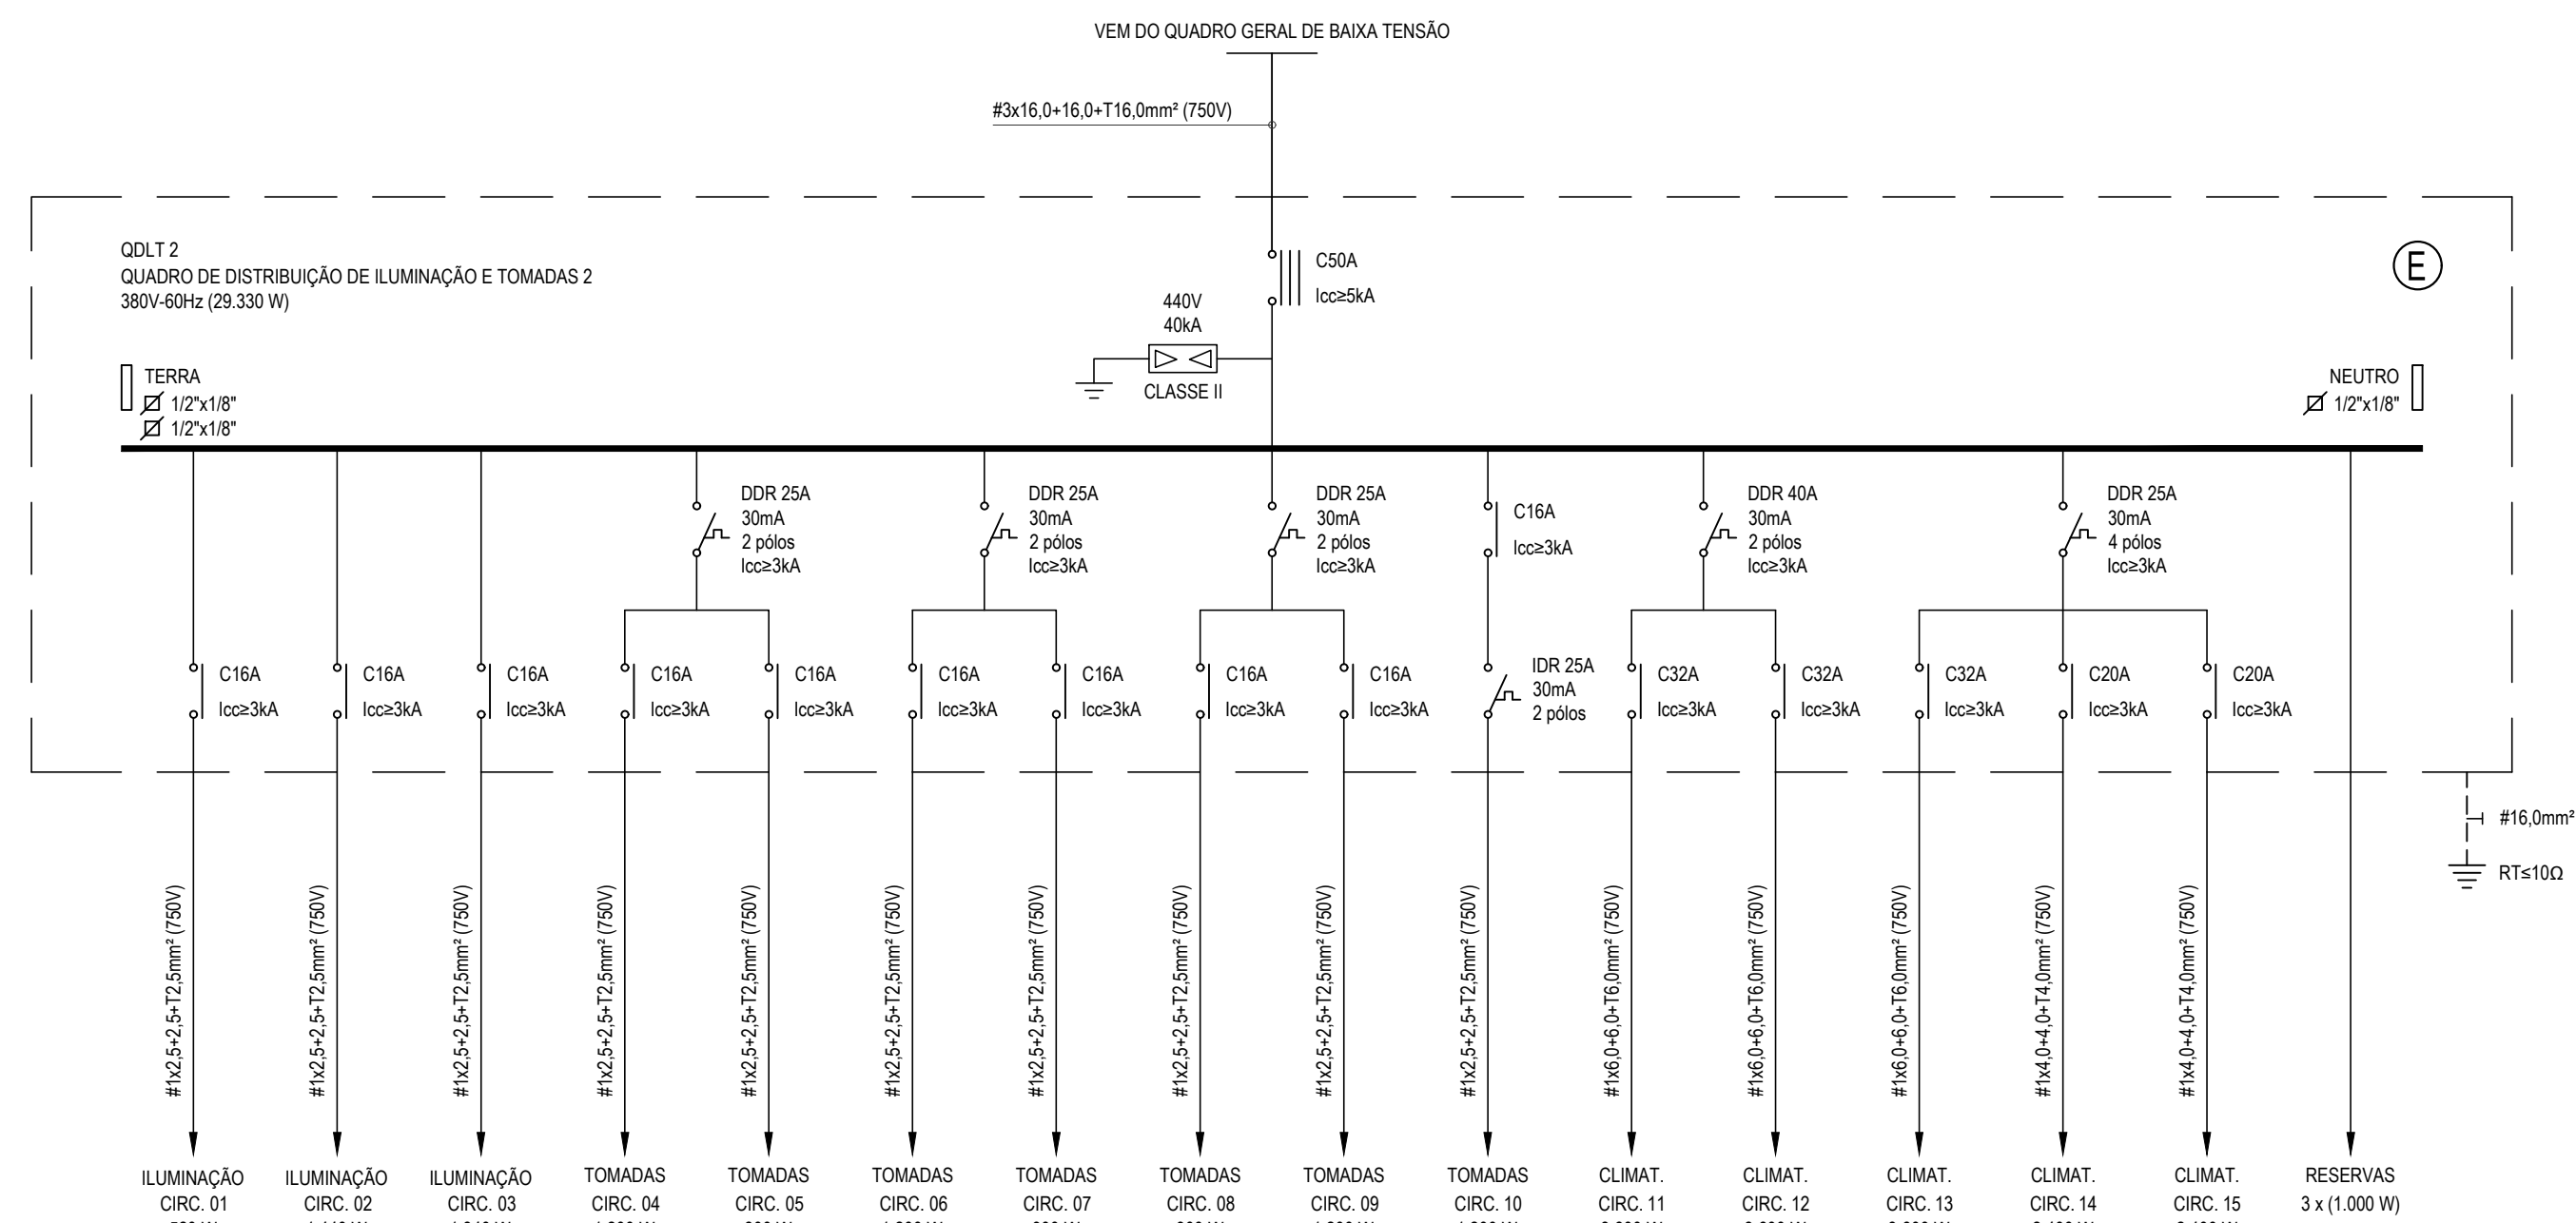 VEM DO QUADRO GERAL DE BAIXA TENSÃO
#3x16,0+16,0+T16,0mm² (750V)
QDLT 2
QUADRO DE DISTRIBUIÇÃO DE ILUMINAÇÃO E TOMADAS 2
380V-60Hz (29.330 W)
C50A
Icc≥5kA
E
440V
40kA
CLASSE II
TERRA
1/2"x1/8"
1/2"x1/8"
NEUTRO
1/2"x1/8"
DDR 25A
30mA
2 pólos
Icc≥3kA
DDR 25A
30mA
2 pólos
Icc≥3kA
DDR 25A
30mA
2 pólos
Icc≥3kA
C16A
Icc≥3kA
DDR 40A
30mA
2 pólos
Icc≥3kA
DDR 25A
30mA
4 pólos
Icc≥3kA
C16A
Icc≥3kA
C16A
Icc≥3kA
C16A
Icc≥3kA
C16A
Icc≥3kA
C16A
Icc≥3kA
C16A
Icc≥3kA
C16A
Icc≥3kA
C16A
Icc≥3kA
C16A
Icc≥3kA
IDR 25A
30mA
2 pólos
C32A
Icc≥3kA
C32A
Icc≥3kA
C32A
Icc≥3kA
C20A
Icc≥3kA
C20A
Icc≥3kA
#16,0mm²
RT≤10Ω
#1x2,5+2,5+T2,5mm² (750V)
#1x2,5+2,5+T2,5mm² (750V)
#1x2,5+2,5+T2,5mm² (750V)
#1x2,5+2,5+T2,5mm² (750V)
#1x2,5+2,5+T2,5mm² (750V)
#1x2,5+2,5+T2,5mm² (750V)
#1x2,5+2,5+T2,5mm² (750V)
#1x2,5+2,5+T2,5mm² (750V)
#1x2,5+2,5+T2,5mm² (750V)
#1x2,5+2,5+T2,5mm² (750V)
#1x6,0+6,0+T6,0mm² (750V)
#1x6,0+6,0+T6,0mm² (750V)
#1x6,0+6,0+T6,0mm² (750V)
#1x4,0+4,0+T4,0mm² (750V)
#1x4,0+4,0+T4,0mm² (750V)
ILUMINAÇÃO
CIRC. 01
ILUMINAÇÃO
CIRC. 02
ILUMINAÇÃO
CIRC. 03
TOMADAS
CIRC. 04
TOMADAS
CIRC. 05
TOMADAS
CIRC. 06
TOMADAS
CIRC. 07
TOMADAS
CIRC. 08
TOMADAS
CIRC. 09
TOMADAS
CIRC. 10
CLIMAT.
CIRC. 11
CLIMAT.
CIRC. 12
CLIMAT.
CIRC. 13
CLIMAT.
CIRC. 14
CLIMAT.
CIRC. 15
RESERVAS
3 x (1.000 W)